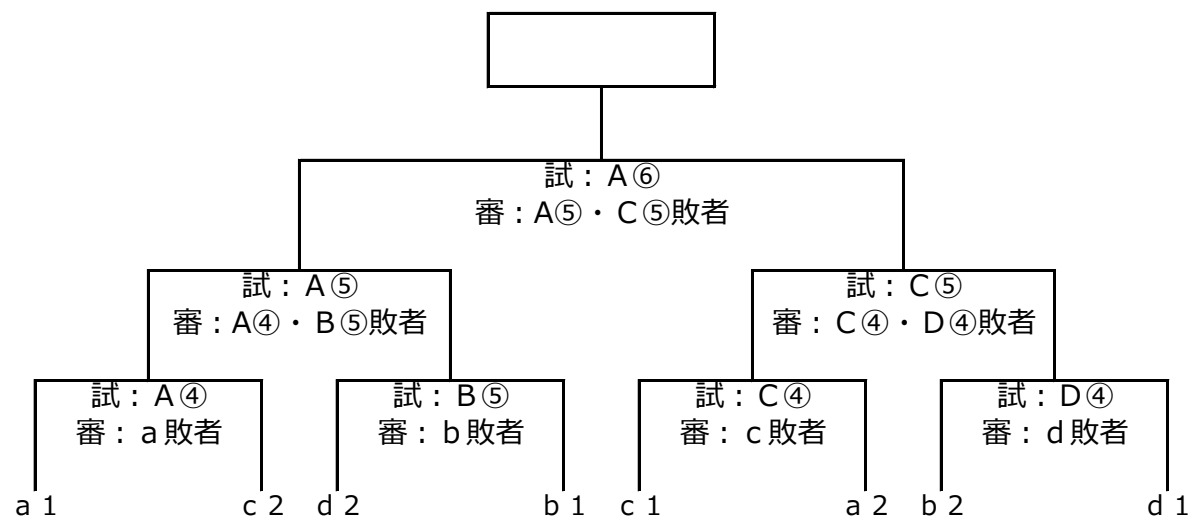 試：A⑥
審：A⑤・C⑤敗者
試：A⑤
審：A④・B⑤敗者
試：C⑤
審：C④・D④敗者
試：A④
審：a敗者
試：B⑤
審：b敗者
試：C④
審：c敗者
試：D④
審：d敗者
a1 c2 d2 b1 c1 a2 b2 d1